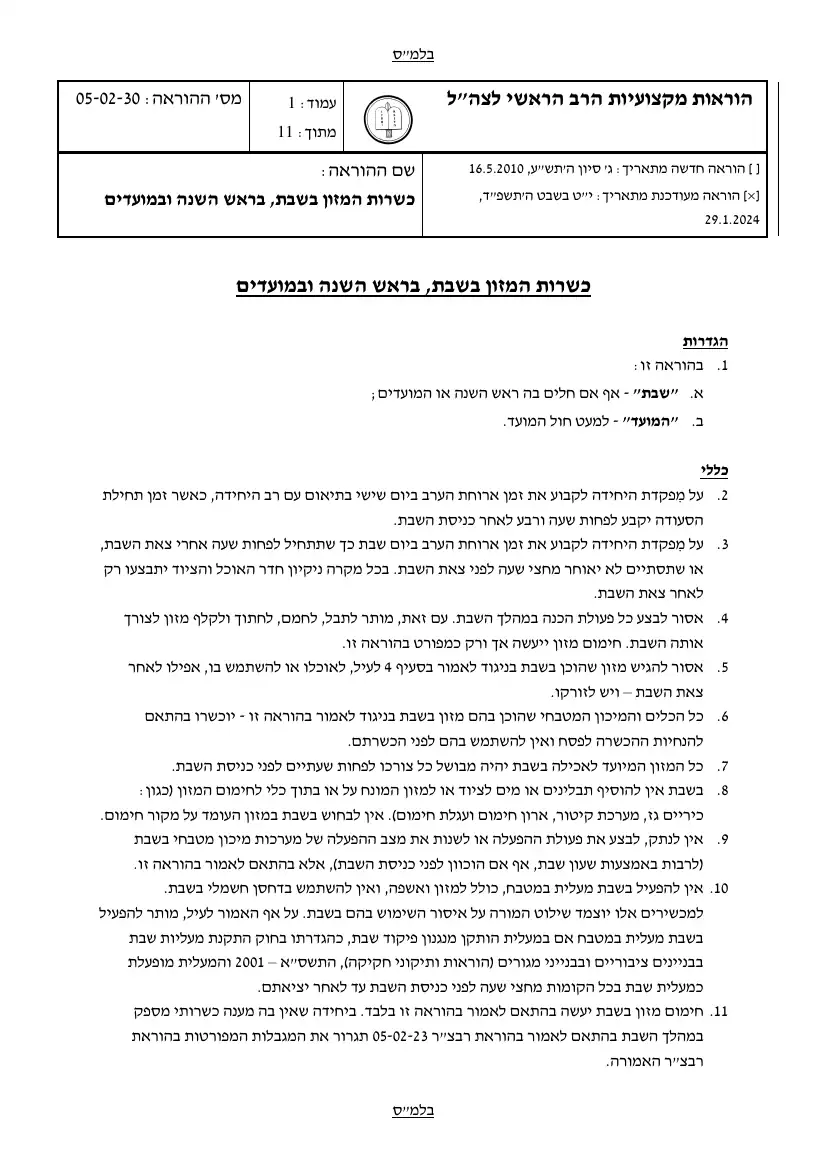 בלמ״ס
הוראות מקצועיות הרב הראשי לצה״ל
עמוד: 1
מתוך: 11
מס׳ ההוראה: 05-02-30
[ ] הוראה חדשה מתאריך: ג׳ סיון ה׳תש״ע, 16.5.2010
[×] הוראה מעודכנת מתאריך: י״ט בשבט ה׳תשפ״ד,
29.1.2024
שם ההוראה:
כשרות המזון בשבת, בראש השנה ובמועדים
כשרות המזון בשבת, בראש השנה ובמועדים
הגדרות
1. בהוראה זו:
א. ״שבת״ - אף אם חלים בה ראש השנה או המועדים;
ב. ״המועד״ - למעט חול המועד.
כללי
2. על מִפקדת היחידה לקבוע את זמן ארוחת הערב ביום שישי בתיאום עם רב היחידה, כאשר זמן תחילת
הסעודה יקבע לפחות שעה ורבע לאחר כניסת השבת.
3. על מִפקדת היחידה לקבוע את זמן ארוחת הערב ביום שבת כך שתתחיל לפחות שעה אחרי צאת השבת,
או שתסתיים לא יאוחר מחצי שעה לפני צאת השבת. בכל מקרה ניקיון חדר האוכל והציוד יתבצעו רק
לאחר צאת השבת.
4. אסור לבצע כל פעולת הכנה במהלך השבת. עם זאת, מותר לתבל, לחמם, לחתוך ולקלף מזון לצורך
אותה השבת. חימום מזון ייעשה אך ורק כמפורט בהוראה זו.
5. אסור להגיש מזון שהוכן בשבת בניגוד לאמור בסעיף 4 לעיל, לאוכלו או להשתמש בו, אפילו לאחר
צאת השבת – ויש לזורקו.
6. כל הכלים והמיכון המטבחי שהוכן בהם מזון בשבת בניגוד לאמור בהוראה זו - יוכשרו בהתאם
להנחיות ההכשרה לפסח ואין להשתמש בהם לפני הכשרתם.
7. כל המזון המיועד לאכילה בשבת יהיה מבושל כל צורכו לפחות שעתיים לפני כניסת השבת.
8. בשבת אין להוסיף תבלינים או מים לציוד או למזון המונח על או בתוך כלי לחימום המזון (כגון:
כיריים גז, מערכת קיטור, ארון חימום ועגלת חימום). אין לבחוש בשבת במזון העומד על מקור חימום.
9. אין לנתק, לבצע את פעולת ההפעלה או לשנות את מצב ההפעלה של מערכות מיכון מטבחי בשבת
(לרבות באמצעות שעון שבת, אף אם הוכוון לפני כניסת השבת), אלא בהתאם לאמור בהוראה זו.
10. אין להפעיל בשבת מעלית במטבח, כולל למזון ואשפה, ואין להשתמש בדחסן חשמלי בשבת.
למכשירים אלו יוצמד שילוט המורה על איסור השימוש בהם בשבת. על אף האמור לעיל, מותר להפעיל
בשבת מעלית במטבח אם במעלית הותקן מנגנון פיקוד שבת, כהגדרתו בחוק התקנת מעליות שבת
בבניינים ציבוריים ובבנייני מגורים (הוראות ותיקוני חקיקה), התשס״א – 2001 והמעלית מופעלת
כמעלית שבת בכל הקומות מחצי שעה לפני כניסת השבת עד לאחר יציאתם.
11. חימום מזון בשבת יעשה בהתאם לאמור בהוראה זו בלבד. ביחידה שאין בה מענה כשרותי מספק
במהלך השבת בהתאם לאמור בהוראת רבצ״ר 05-02-23 תגרור את המגבלות המפורטות בהוראת
רבצ״ר האמורה.
בלמ״ס